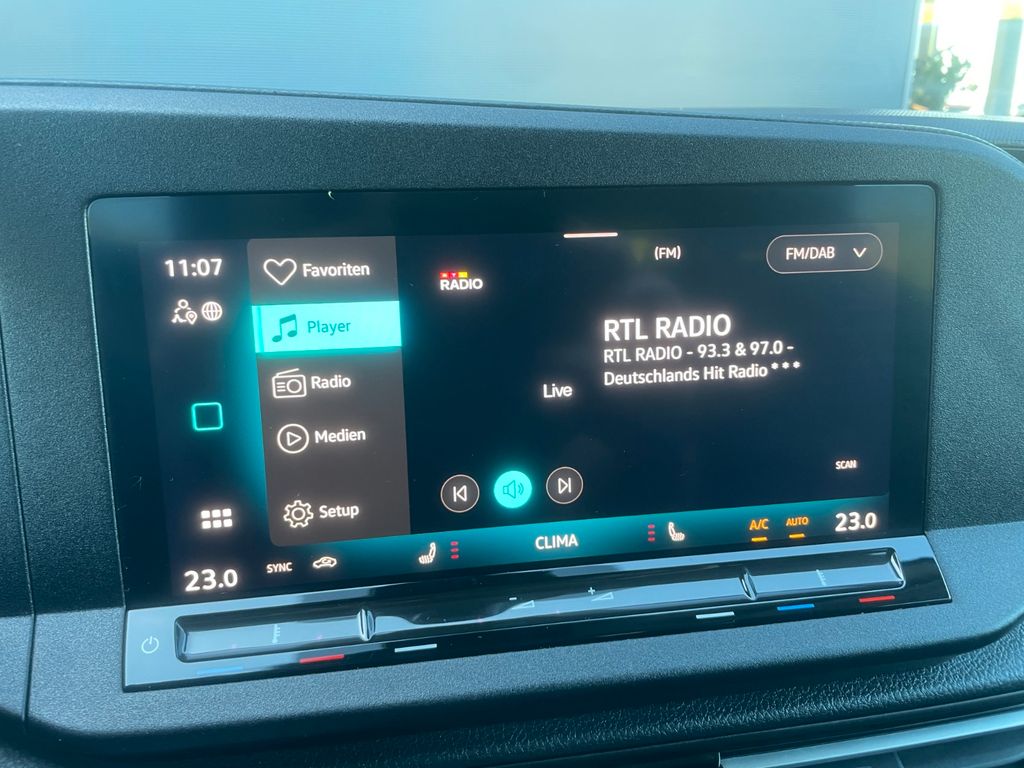 11:07
Favoriten
Player
Radio
Medien
Setup
RTL
RADIO
(FM)
FM/DAB
RTL RADIO
RTL RADIO - 93.3 & 97.0 -
Deutschlands Hit Radio * * *
Live
SCAN
23.0
SYNC
CLIMA
A/C
AUTO
23.0
- +